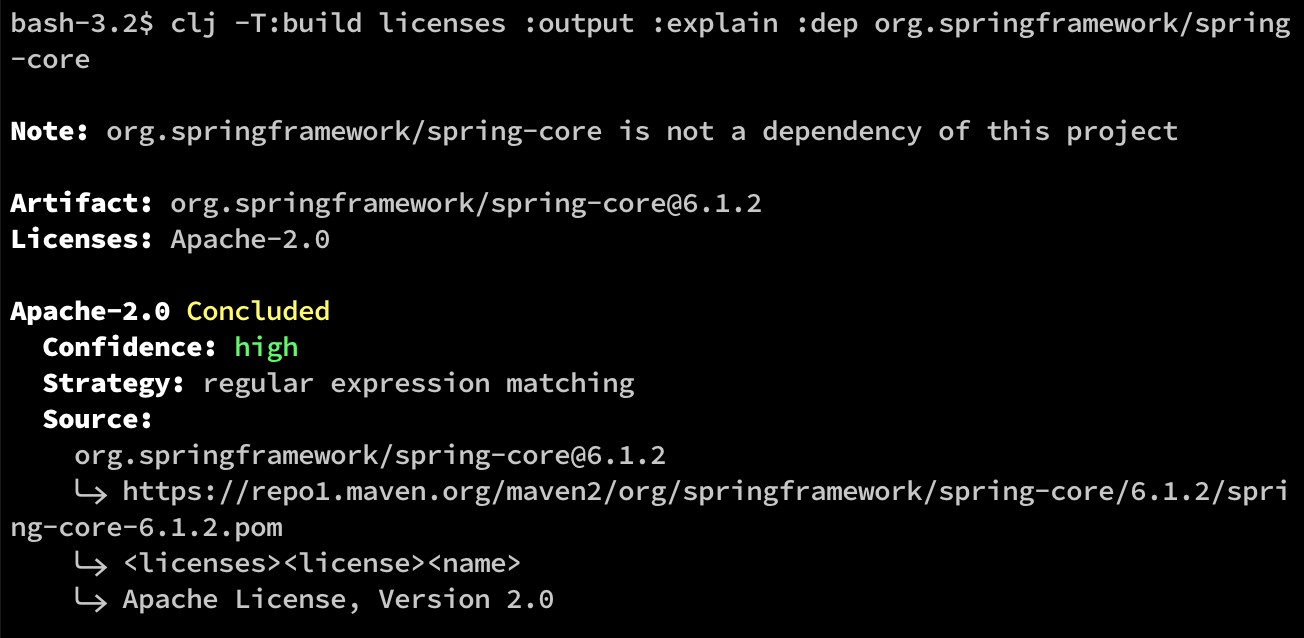 bash-3.2$ clj -T:build licenses :output :explain :dep org.springframework/spring
-core
Note: org.springframework/spring-core is not a dependency of this project
Artifact: org.springframework/spring-core@6.1.2
Licenses: Apache-2.0
Apache-2.0 Concluded
Confidence: high
Strategy: regular expression matching
Source:
org.springframework/spring-core@6.1.2
↳ https://repo1.maven.org/maven2/org/springframework/spring-core/6.1.2/spri
ng-core-6.1.2.pom
↳ <licenses><license><name>
↳ Apache License, Version 2.0